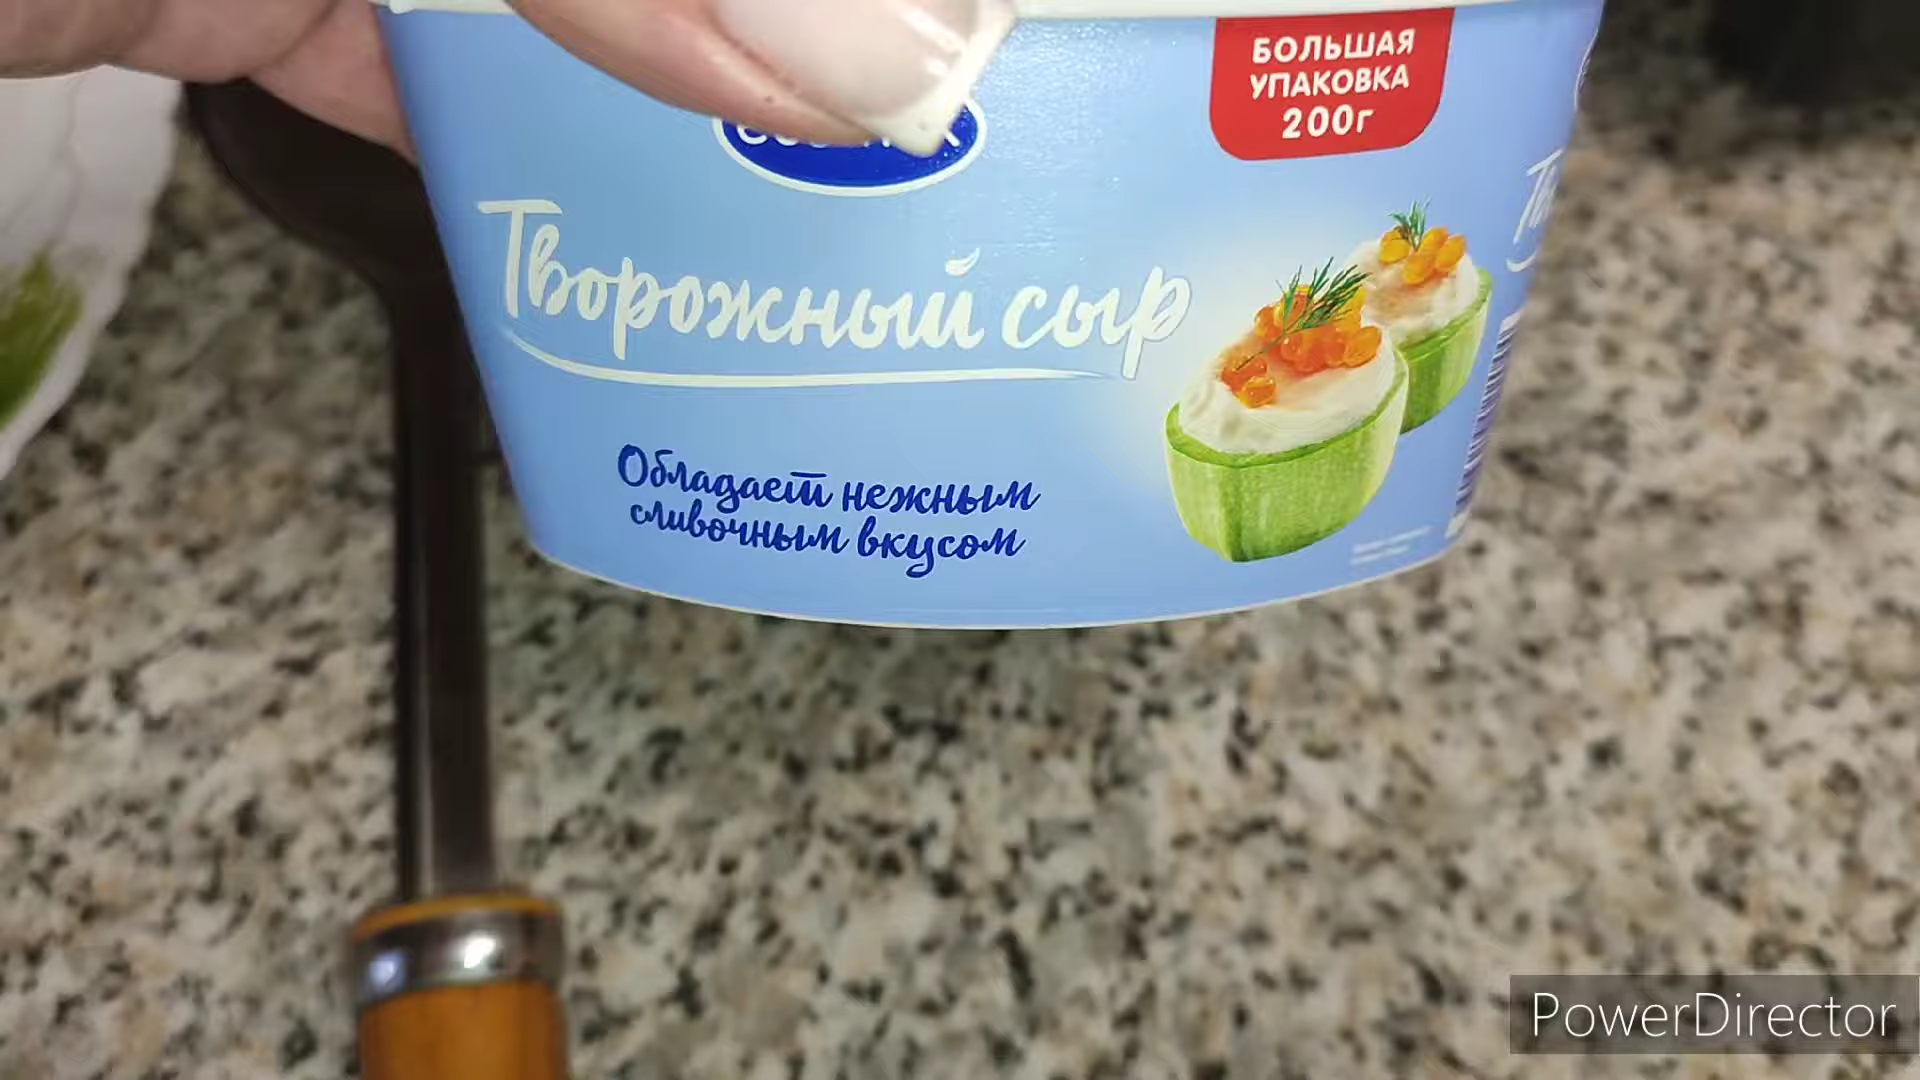 БОЛЬШАЯ
УПАКОВКА
200г
Творожный сыр
Обладает нежным
сливочным вкусом
PowerDirector